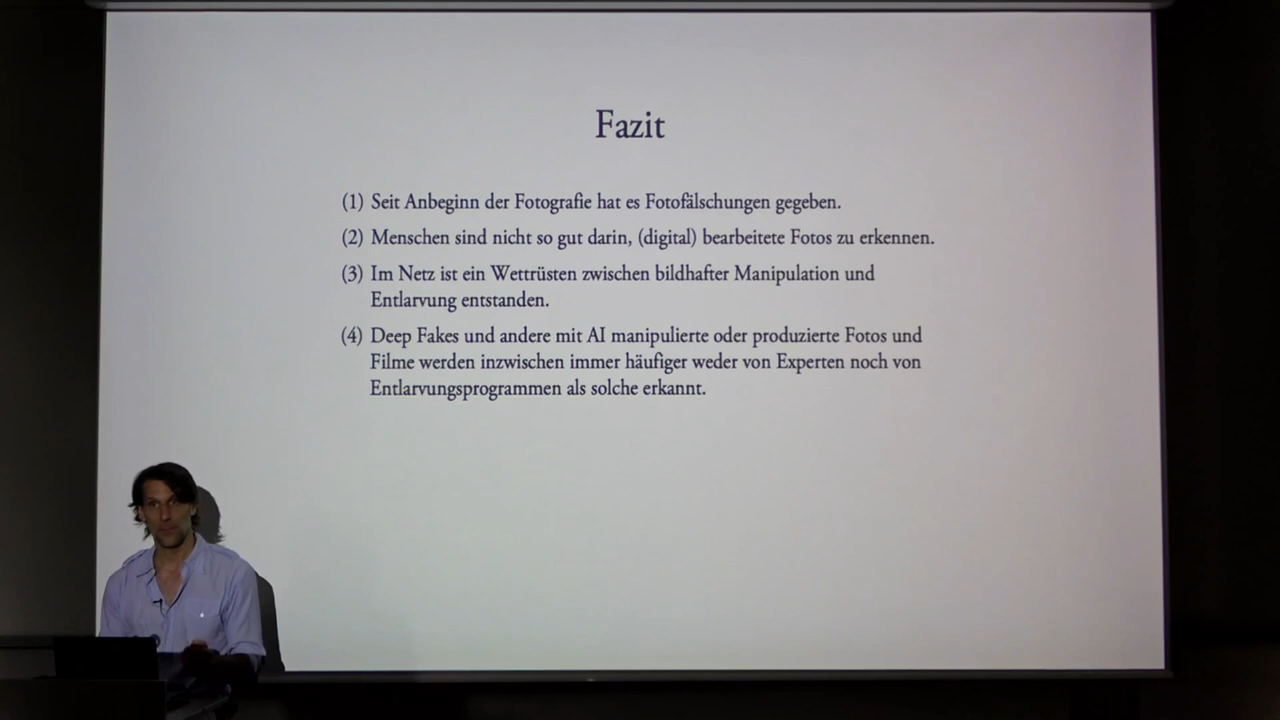 Fazit
(1) Seit Anbeginn der Fotografie hat es Fotofälschungen gegeben.
(2) Menschen sind nicht so gut darin, (digital) bearbeitete Fotos zu erkennen.
(3) Im Netz ist ein Wettrüsten zwischen bildhafter Manipulation und
Entlarvung entstanden.
(4) Deep Fakes und andere mit AI manipulierte oder produzierte Fotos und
Filme werden inzwischen immer häufiger weder von Experten noch von
Entlarvungsprogrammen als solche erkannt.